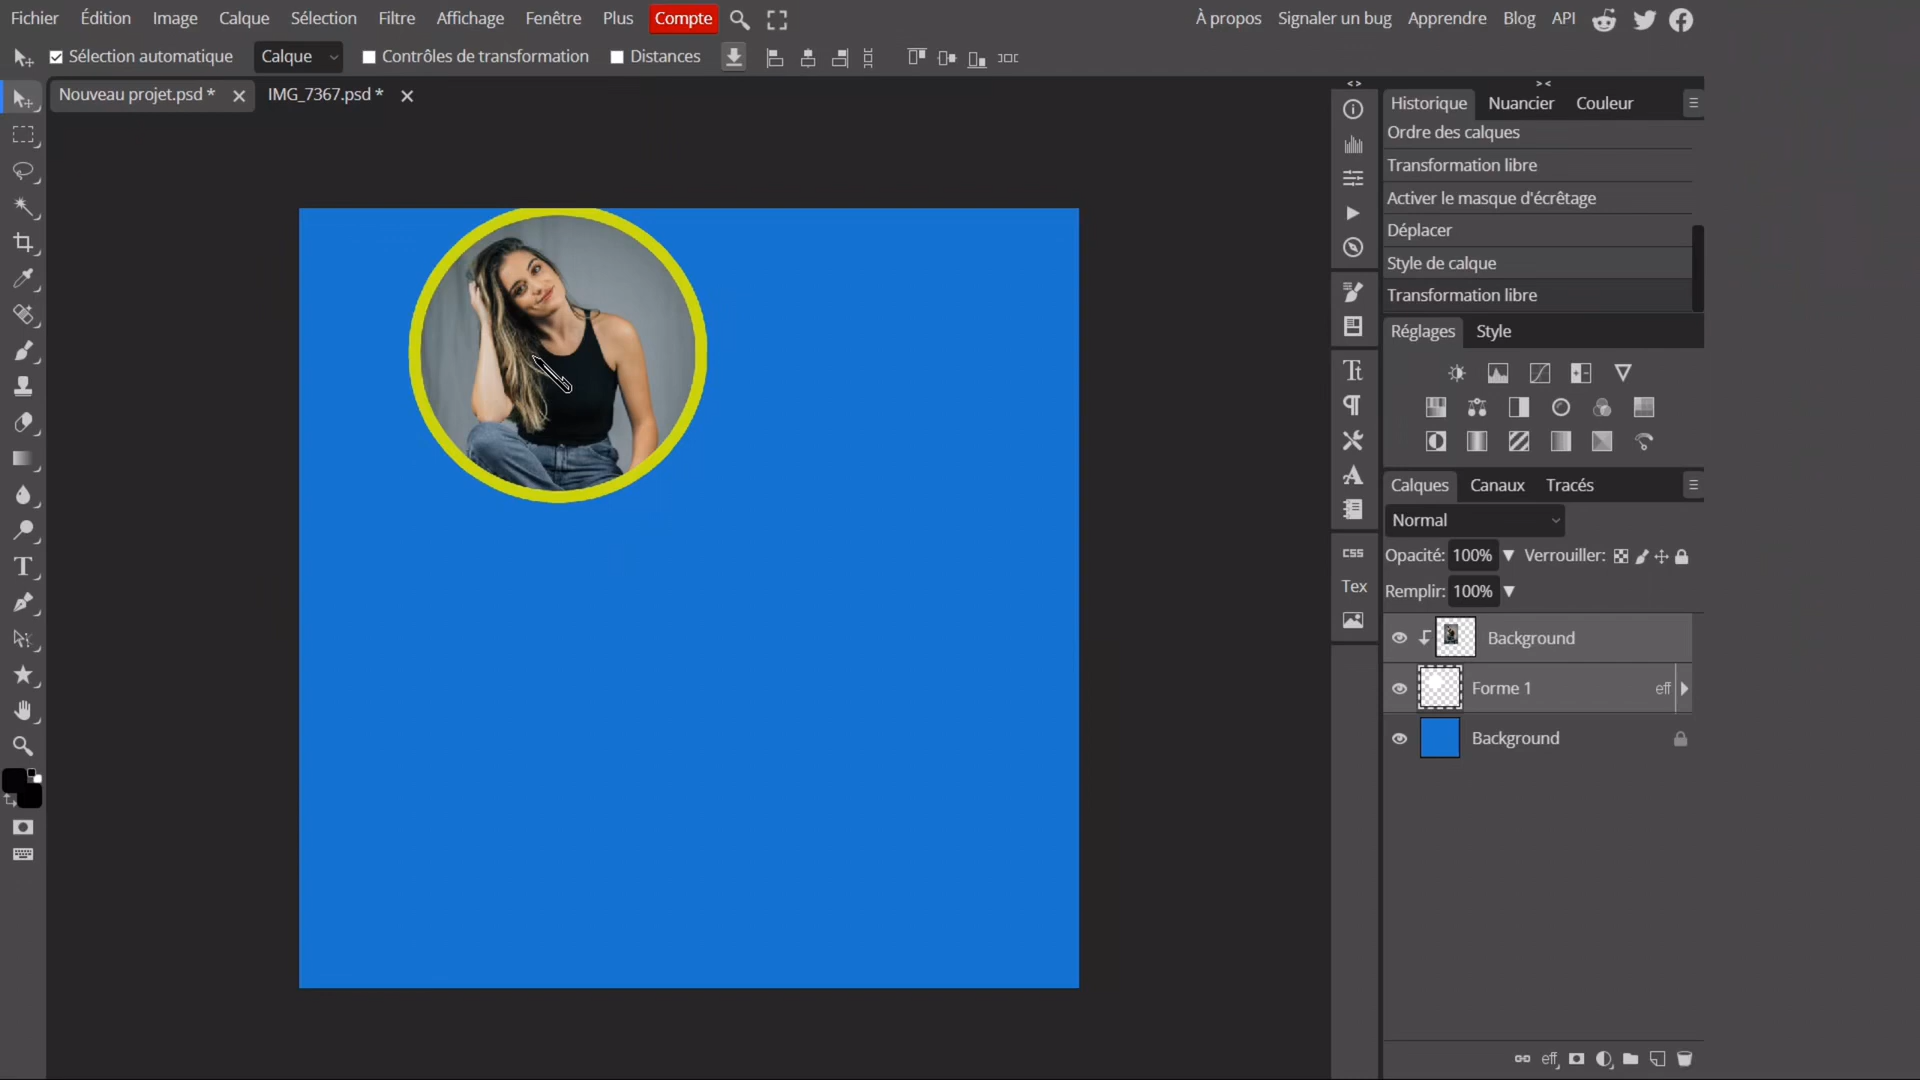 Fichier Édition Image Calque Sélection Filtre Affichage Fenêtre Plus Compte À propos Signaler un bug Apprendre Blog API
Sélection automatique Calque Contrôles de transformation Distances
Nouveau projet.psd * IMG_7367.psd *
Historique Nuancier Couleur
Ordre des calques
Transformation libre
Activer le masque d'écrêtage
Déplacer
Style de calque
Transformation libre
Réglages Style
Calques Canaux Tracés
Normal
Opacité: 100% Verrouiller:
Remplir: 100%
CSS
Tex
Background
Forme 1 eff
Background
eff